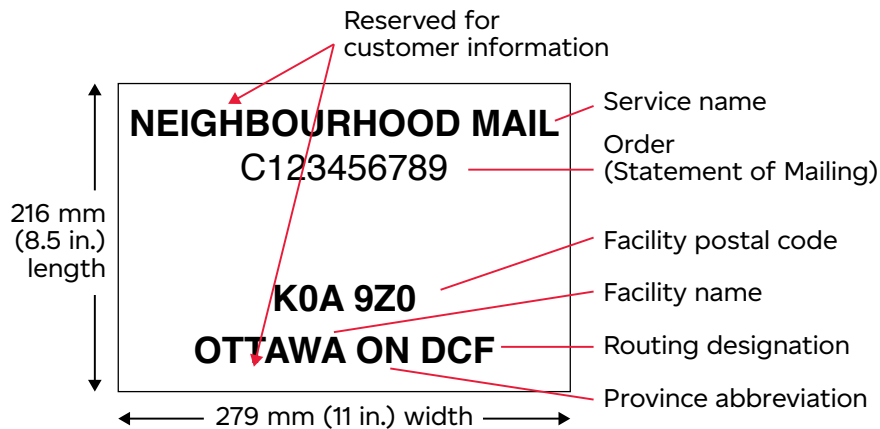 Reserved for
customer information
NEIGHBOURHOOD MAIL
Service name
C123456789
Order
(Statement of Mailing)
216 mm
(8.5 in.)
length
Facility postal code
K0A 9Z0
Facility name
OTTAWA ON DCF
Routing designation
Province abbreviation
279 mm (11 in.) width